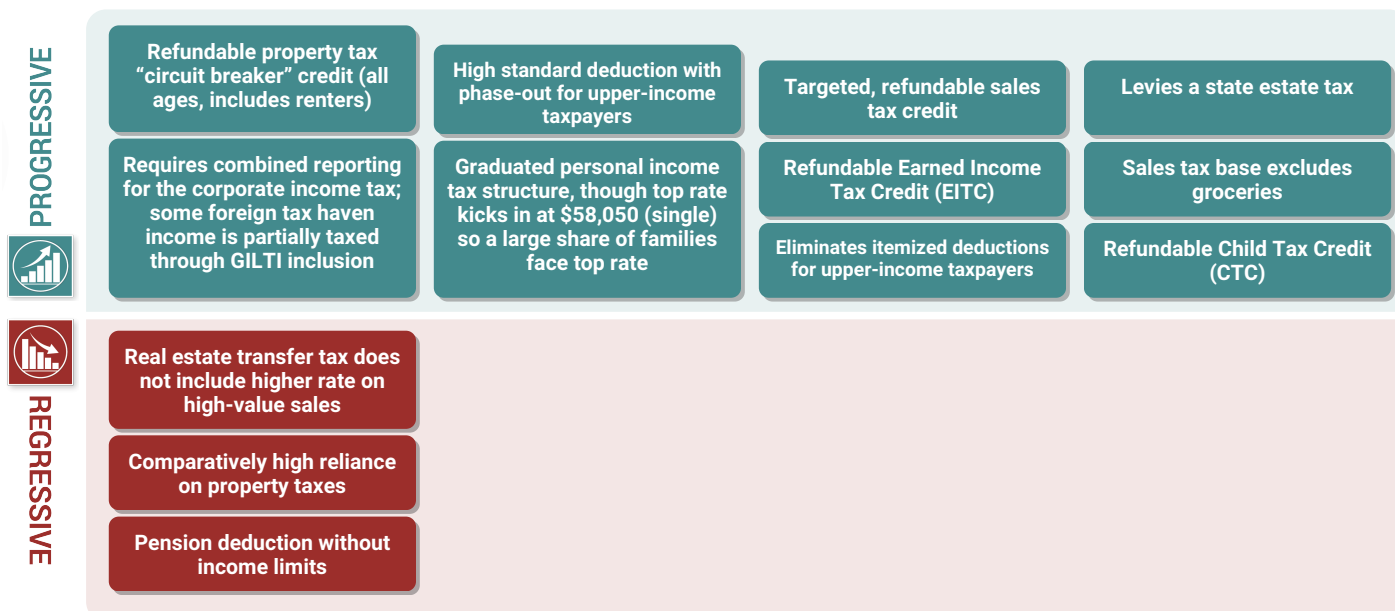 PROGRESSIVE
Refundable property tax
“circuit breaker” credit (all
ages, includes renters)
Requires combined reporting
for the corporate income tax;
some foreign tax haven
income is partially taxed
through GILTI inclusion
High standard deduction with
phase-out for upper-income
taxpayers
Graduated personal income
tax structure, though top rate
kicks in at $58,050 (single)
so a large share of families
face top rate
Targeted, refundable sales
tax credit
Refundable Earned Income
Tax Credit (EITC)
Eliminates itemized deductions
for upper-income taxpayers
Levies a state estate tax
Sales tax base excludes
groceries
Refundable Child Tax Credit
(CTC)
REGRESSIVE
Real estate transfer tax does
not include higher rate on
high-value sales
Comparatively high reliance
on property taxes
Pension deduction without
income limits